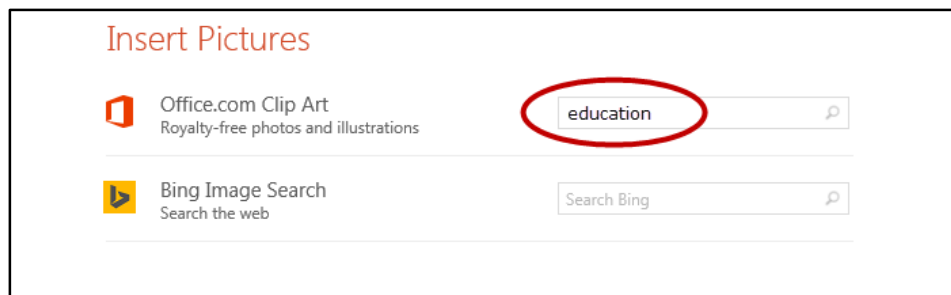 Insert Pictures
Office.com Clip Art
Royalty-free photos and illustrations
education
Bing Image Search
Search the web
Search Bing